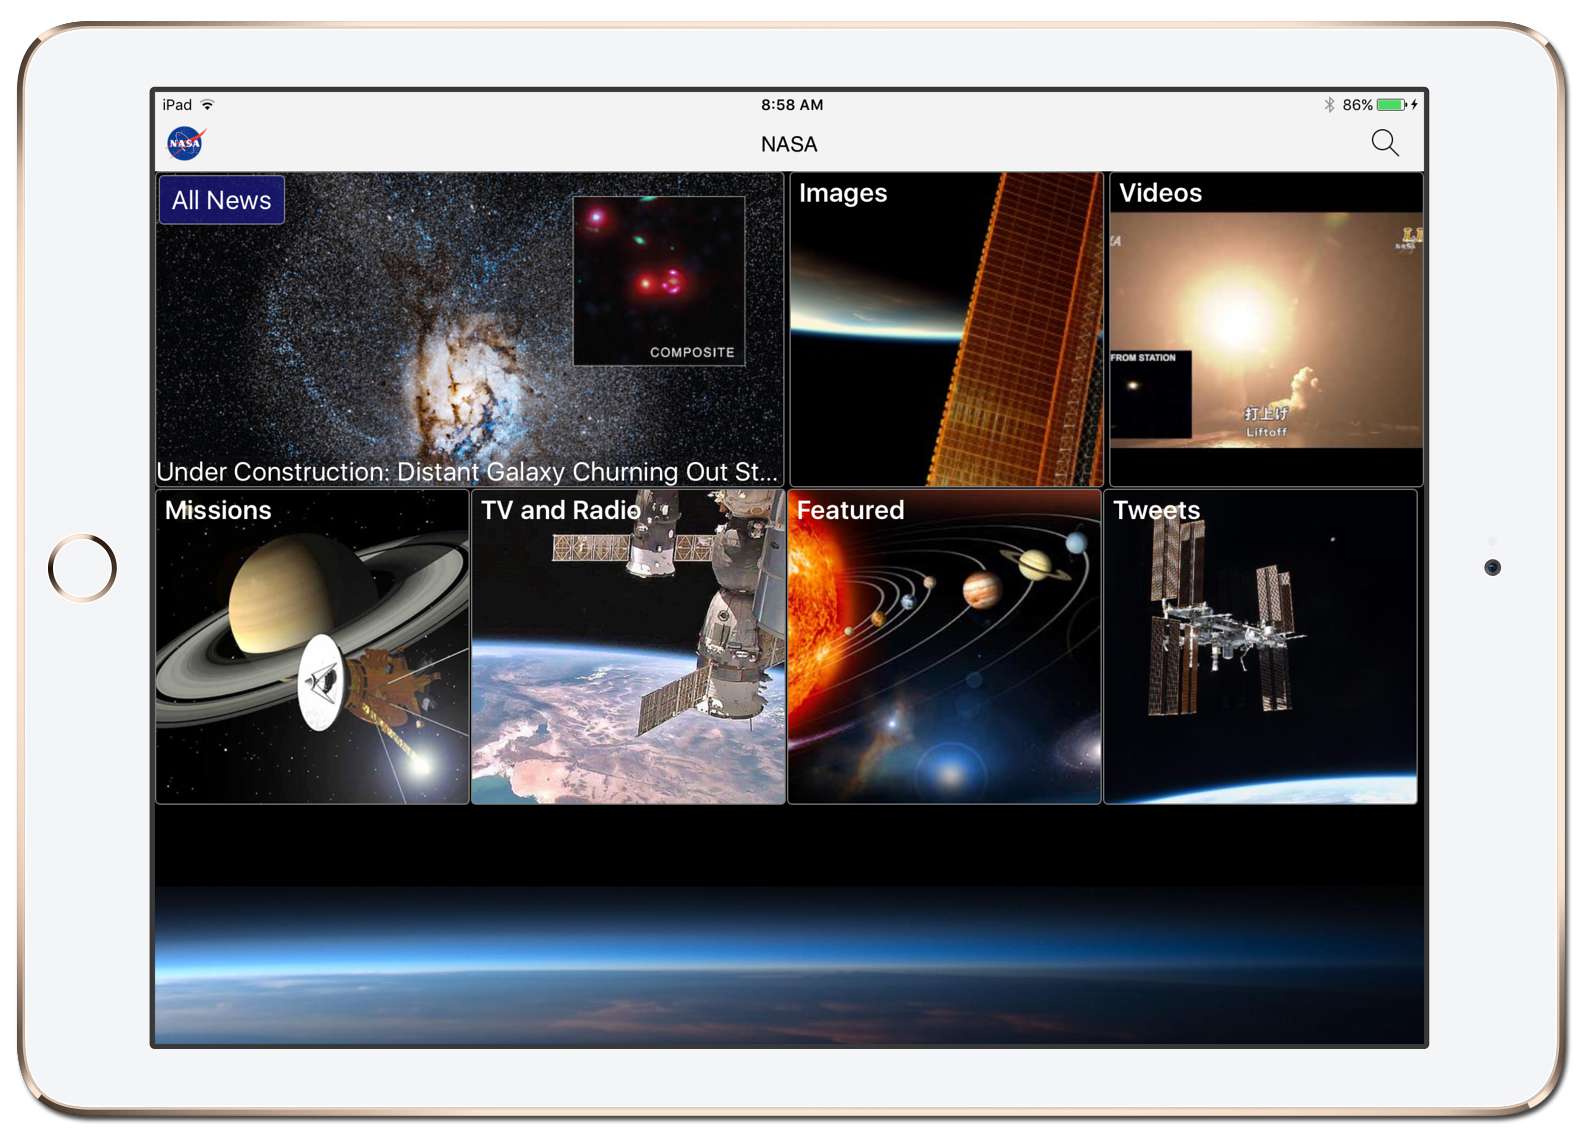 iPad
8:58 AM
86%
NASA
NASA
All News
COMPOSITE
Under Construction: Distant Galaxy Churning Out St...
Images
Videos
FROM STATION
打上げ
Liftoff
Missions
TV and Radio
Featured
Tweets